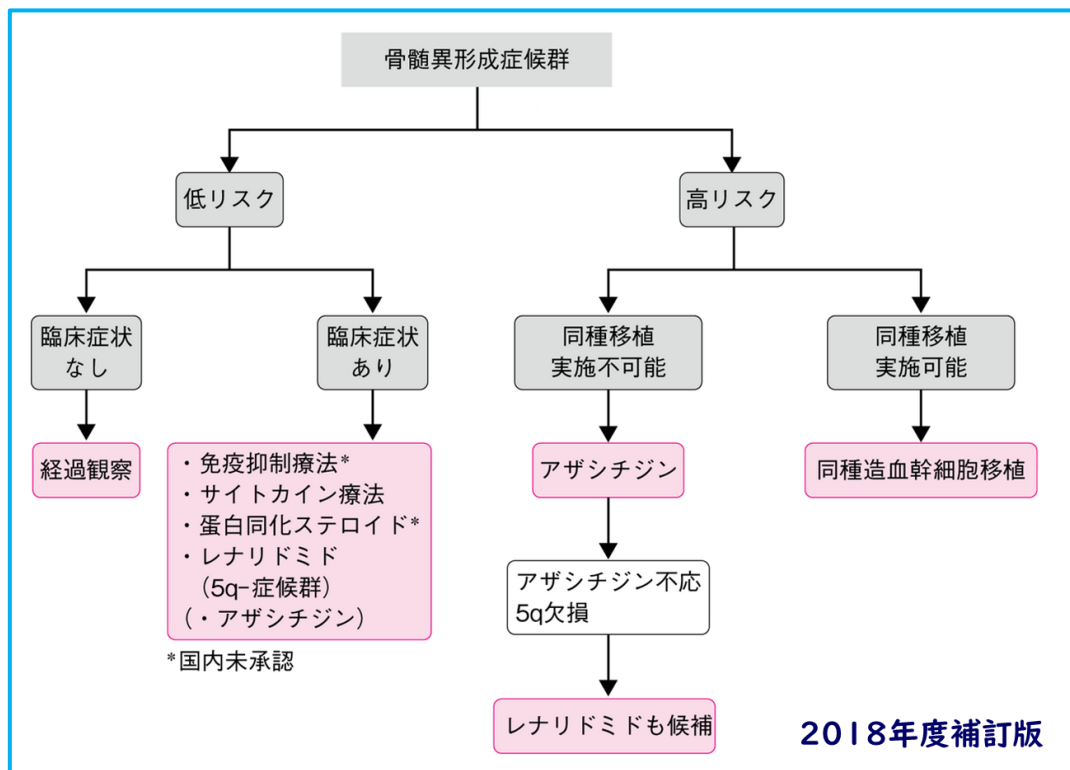 骨髄異形成症候群
低リスク
高リスク
臨床症状
なし
臨床症状
あり
同種移植
実施不可能
同種移植
実施可能
経過観察
・免疫抑制療法*
・サイトカイン療法
・蛋白同化ステロイド*
・レナリドミド
（5q-症候群）
（・アザシチジン）
*国内未承認
アザシチジン
同種造血幹細胞移植
アザシチジン不応
5q欠損
レナリドミドも候補
2018年度補訂版